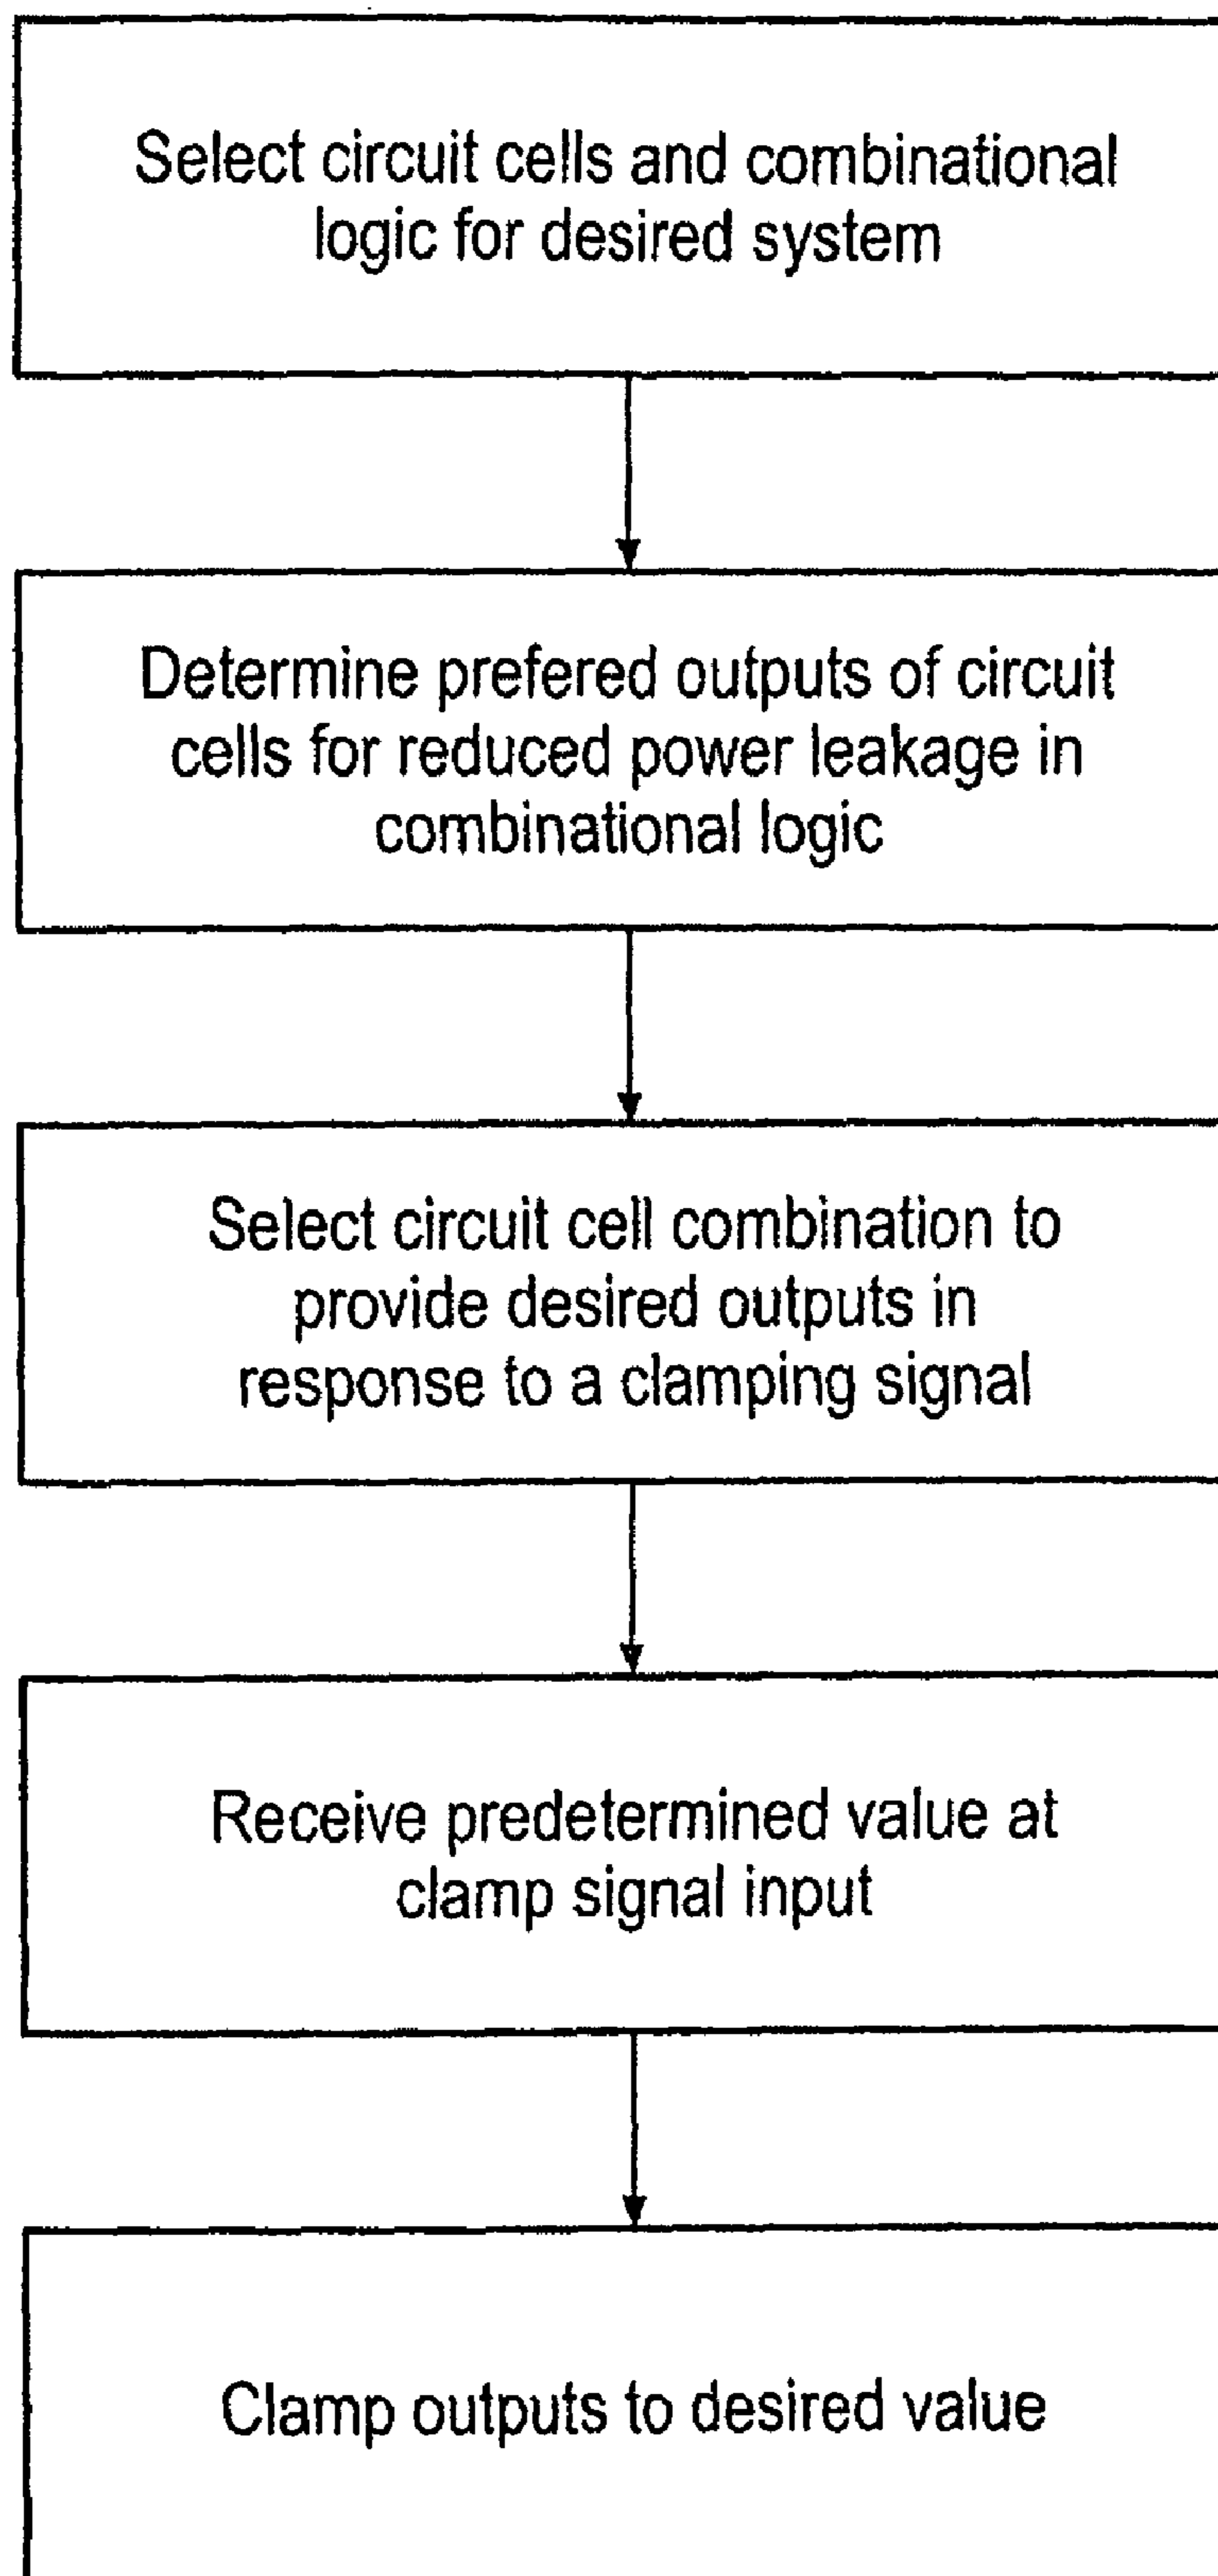 Select circuit cells and combinational
logic for desired system
Determine prefered outputs of circuit
cells for reduced power leakage in
combinational logic
Select circuit cell combination to
provide desired outputs in
response to a clamping signal
Receive predetermined value at
clamp signal input
Clamp outputs to desired value